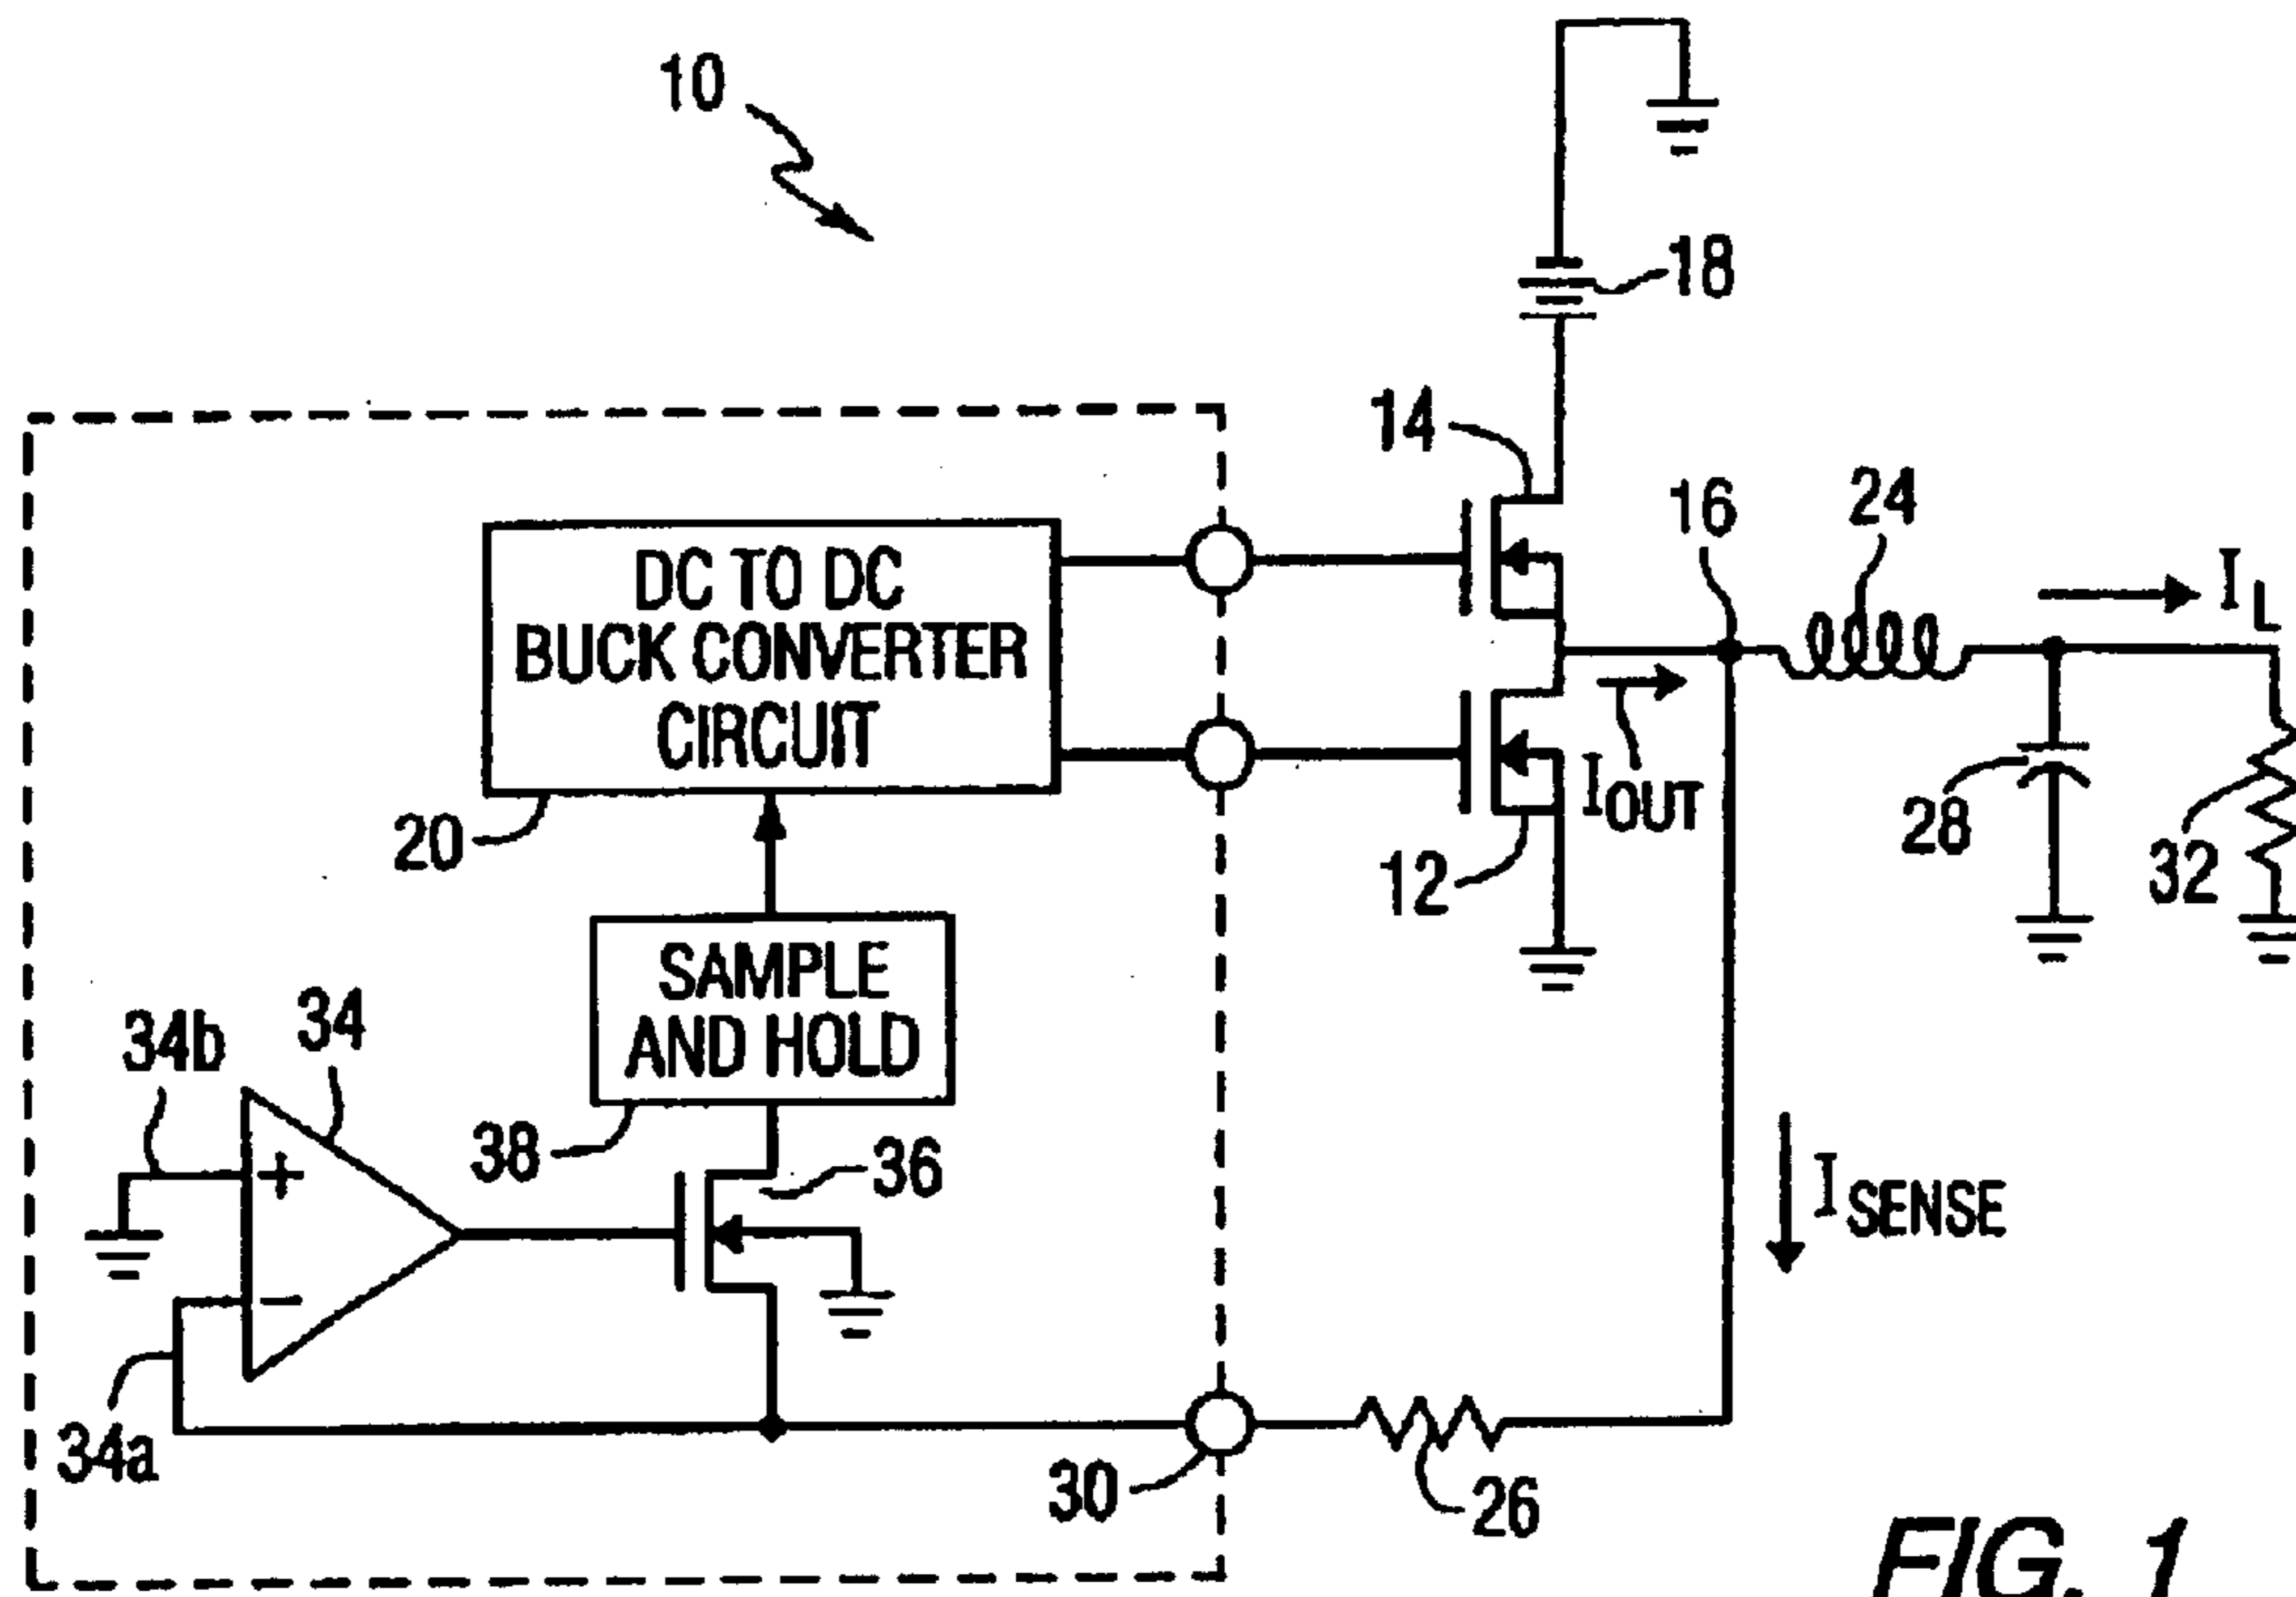 10
18
14
16
24
I_L
DC TO DC
BUCK CONVERTER
CIRCUIT
I_OUT
20
12
28
32
SAMPLE
AND HOLD
34b
34
38
36
I_SENSE
+
−
34a
30
26
FIG. 1